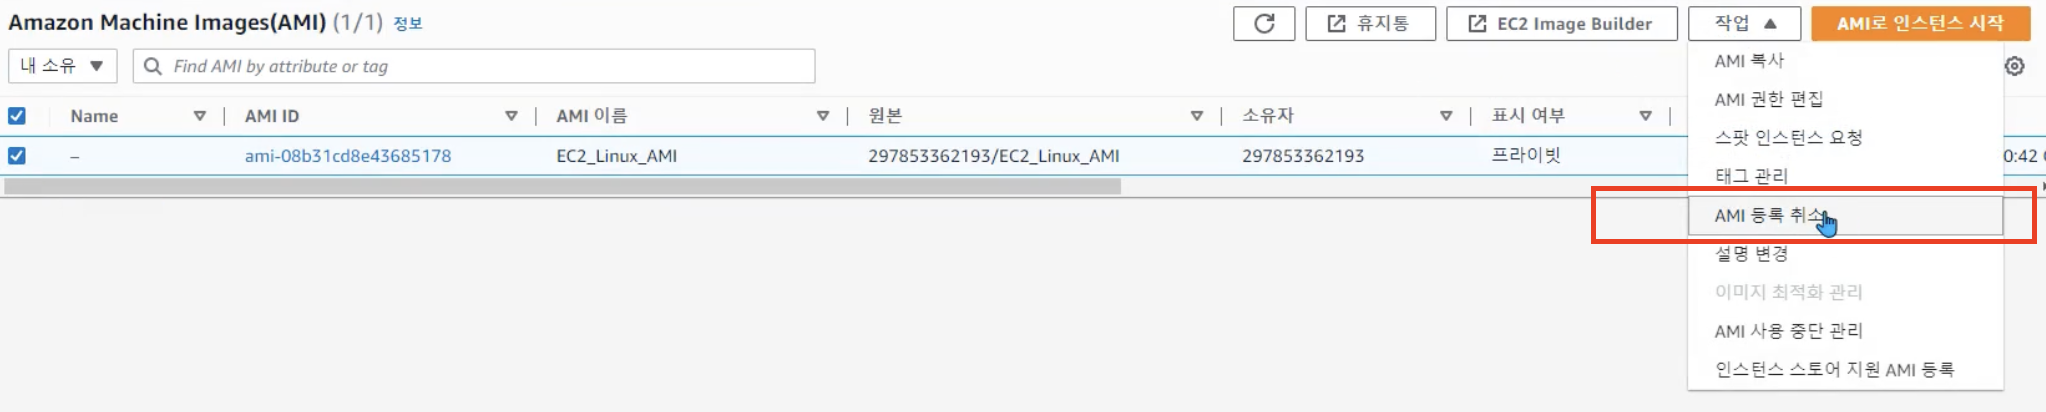 Amazon Machine Images(AMI) (1/1) 정보
휴지통
EC2 Image Builder
작업
AMI로 인스턴스 시작
내 소유
Find AMI by attribute or tag
Name
AMI ID
AMI 이름
원본
소유자
표시 여부
–
ami-08b31cd8e43685178
EC2_Linux_AMI
297853362193/EC2_Linux_AMI
297853362193
프라이빗
0:42
AMI 복사
AMI 권한 편집
스팟 인스턴스 요청
태그 관리
AMI 등록 취소
설명 변경
이미지 최적화 관리
AMI 사용 중단 관리
인스턴스 스토어 지원 AMI 등록